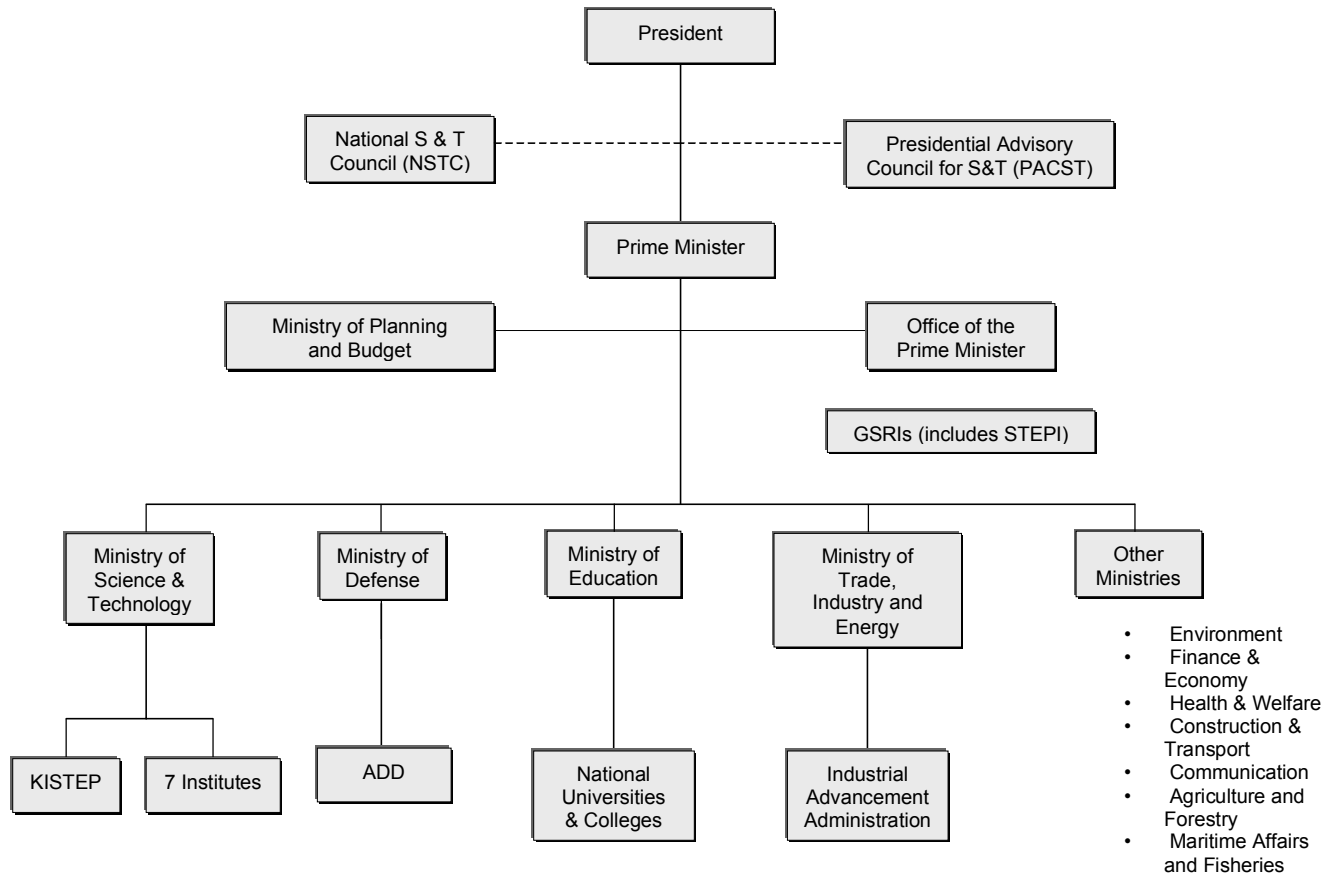 President
National S & T
Council (NSTC)
Presidential Advisory
Council for S&T (PACST)
Prime Minister
Ministry of Planning
and Budget
Office of the
Prime Minister
GSRIs (includes STEPI)
Ministry of
Science &
Technology
Ministry of
Defense
Ministry of
Education
Ministry of
Trade,
Industry and
Energy
Other
Ministries
• Environment
• Finance &
Economy
• Health & Welfare
• Construction &
Transport
• Communication
• Agriculture and
Forestry
• Maritime Affairs
and Fisheries
KISTEP
7 Institutes
ADD
National
Universities
& Colleges
Industrial
Advancement
Administration